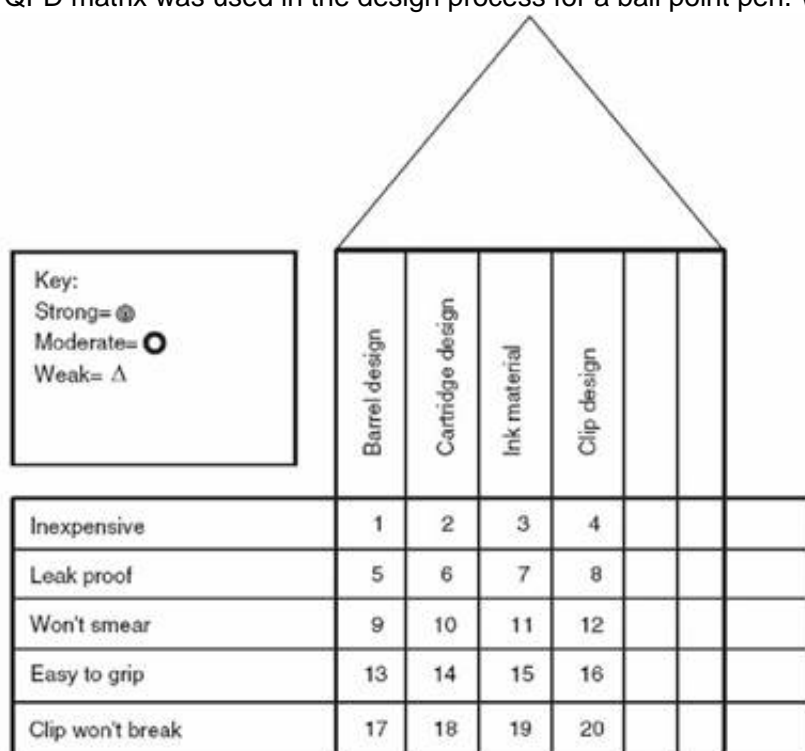 QFD matrix was used in the design process for a ball point pen.
Key:
Strong=
Moderate=
Weak= Δ
Barrel design
Cartridge design
Ink material
Clip design
Inexpensive 1 2 3 4
Leak proof 5 6 7 8
Won't smear 9 10 11 12
Easy to grip 13 14 15 16
Clip won't break 17 18 19 20